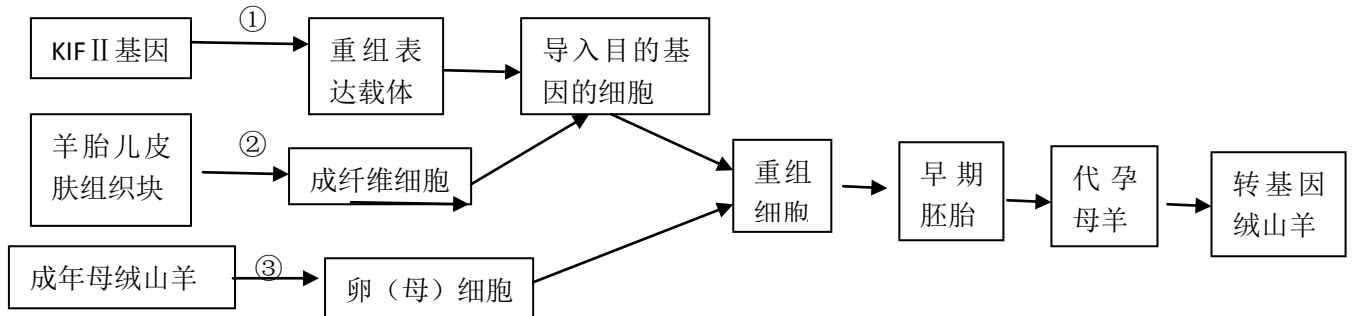 ①
KIFⅡ基因
重组表
达载体
导入目的基
因的细胞
羊胎儿皮
肤组织块
②
成纤维细胞
重组
细胞
早期
胚胎
代孕
母羊
转基因
绒山羊
成年母绒山羊
③
卵（母）细胞